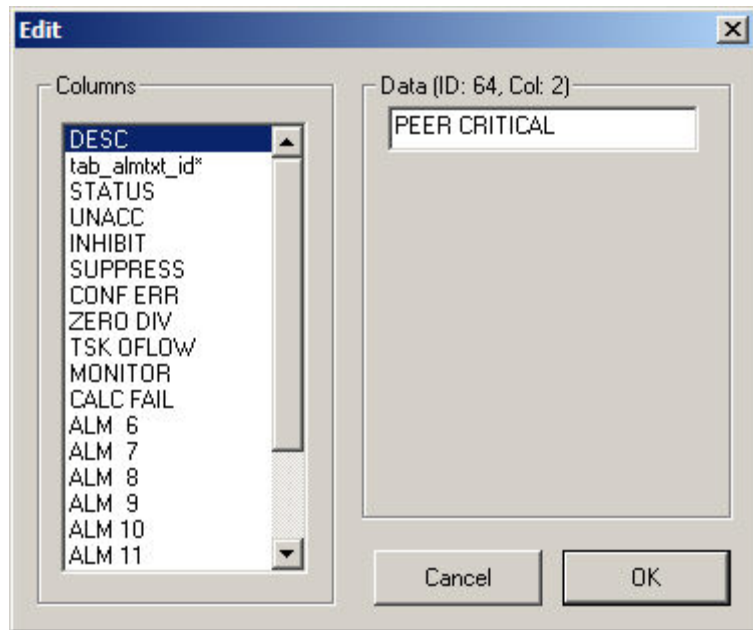 Edit
Columns
DESC
tab_almtxt_id*
STATUS
UNACC
INHIBIT
SUPPRESS
CONF ERR
ZERO DIV
TSK OFLOW
MONITOR
CALC FAIL
ALM  6
ALM  7
ALM  8
ALM  9
ALM 10
ALM 11
Data (ID: 64, Col: 2)
PEER CRITICAL
Cancel
OK